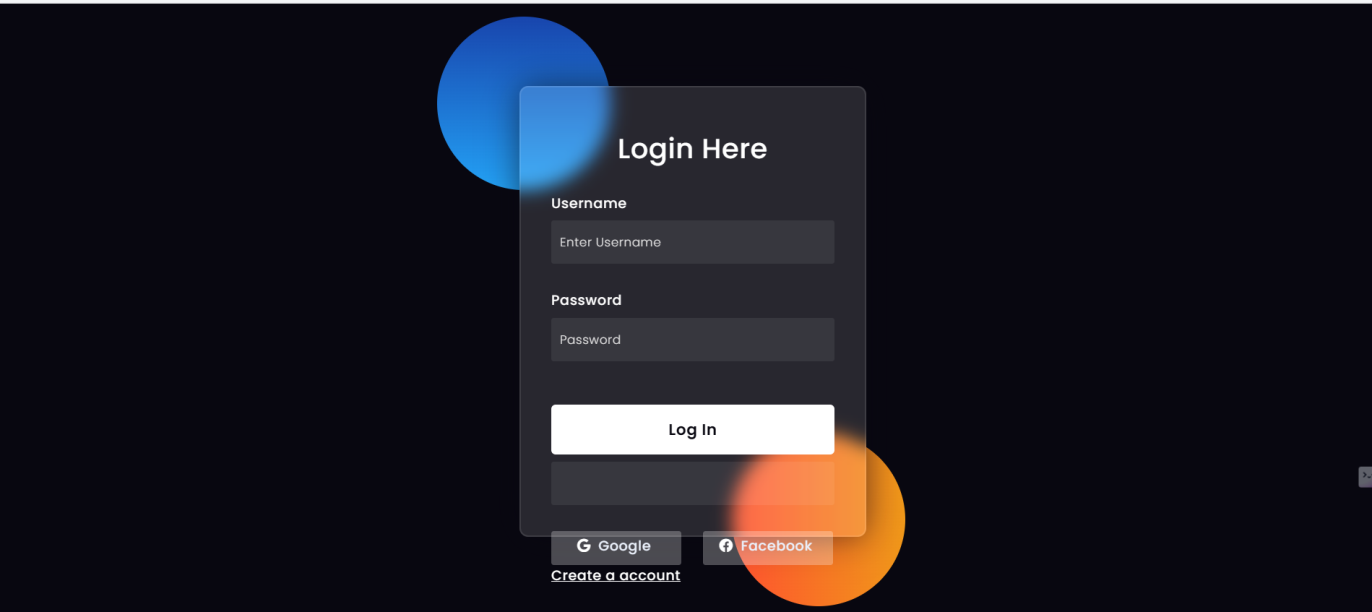 Login Here
Username
Enter Username
Password
Password
Log In
Google
Facebook
Create a account